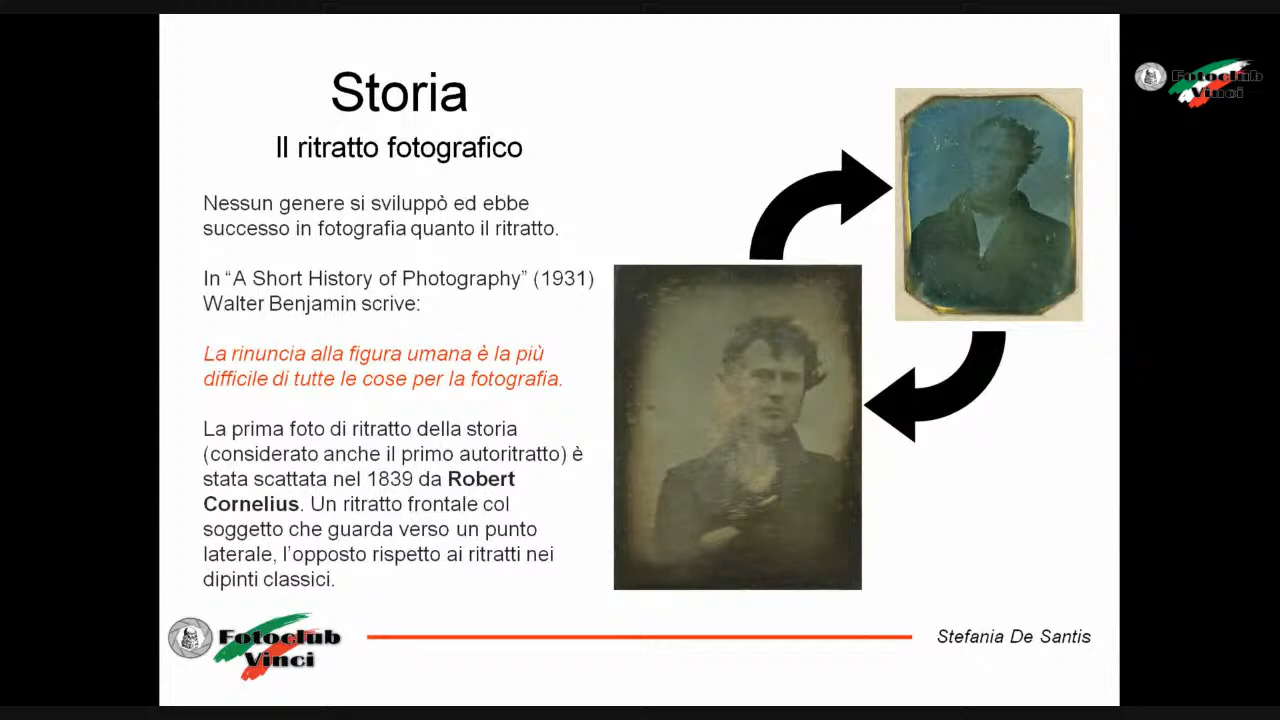 Storia
Il ritratto fotografico
Nessun genere si sviluppò ed ebbe
successo in fotografia quanto il ritratto.
In “A Short History of Photography” (1931)
Walter Benjamin scrive:
La rinuncia alla figura umana è la più
difficile di tutte le cose per la fotografia.
La prima foto di ritratto della storia
(considerato anche il primo autoritratto) è
stata scattata nel 1839 da Robert
Cornelius. Un ritratto frontale col
soggetto che guarda verso un punto
laterale, l’opposto rispetto ai ritratti nei
dipinti classici.
Fotoclub
Vinci
Stefania De Santis
Fotoclub
Vinci